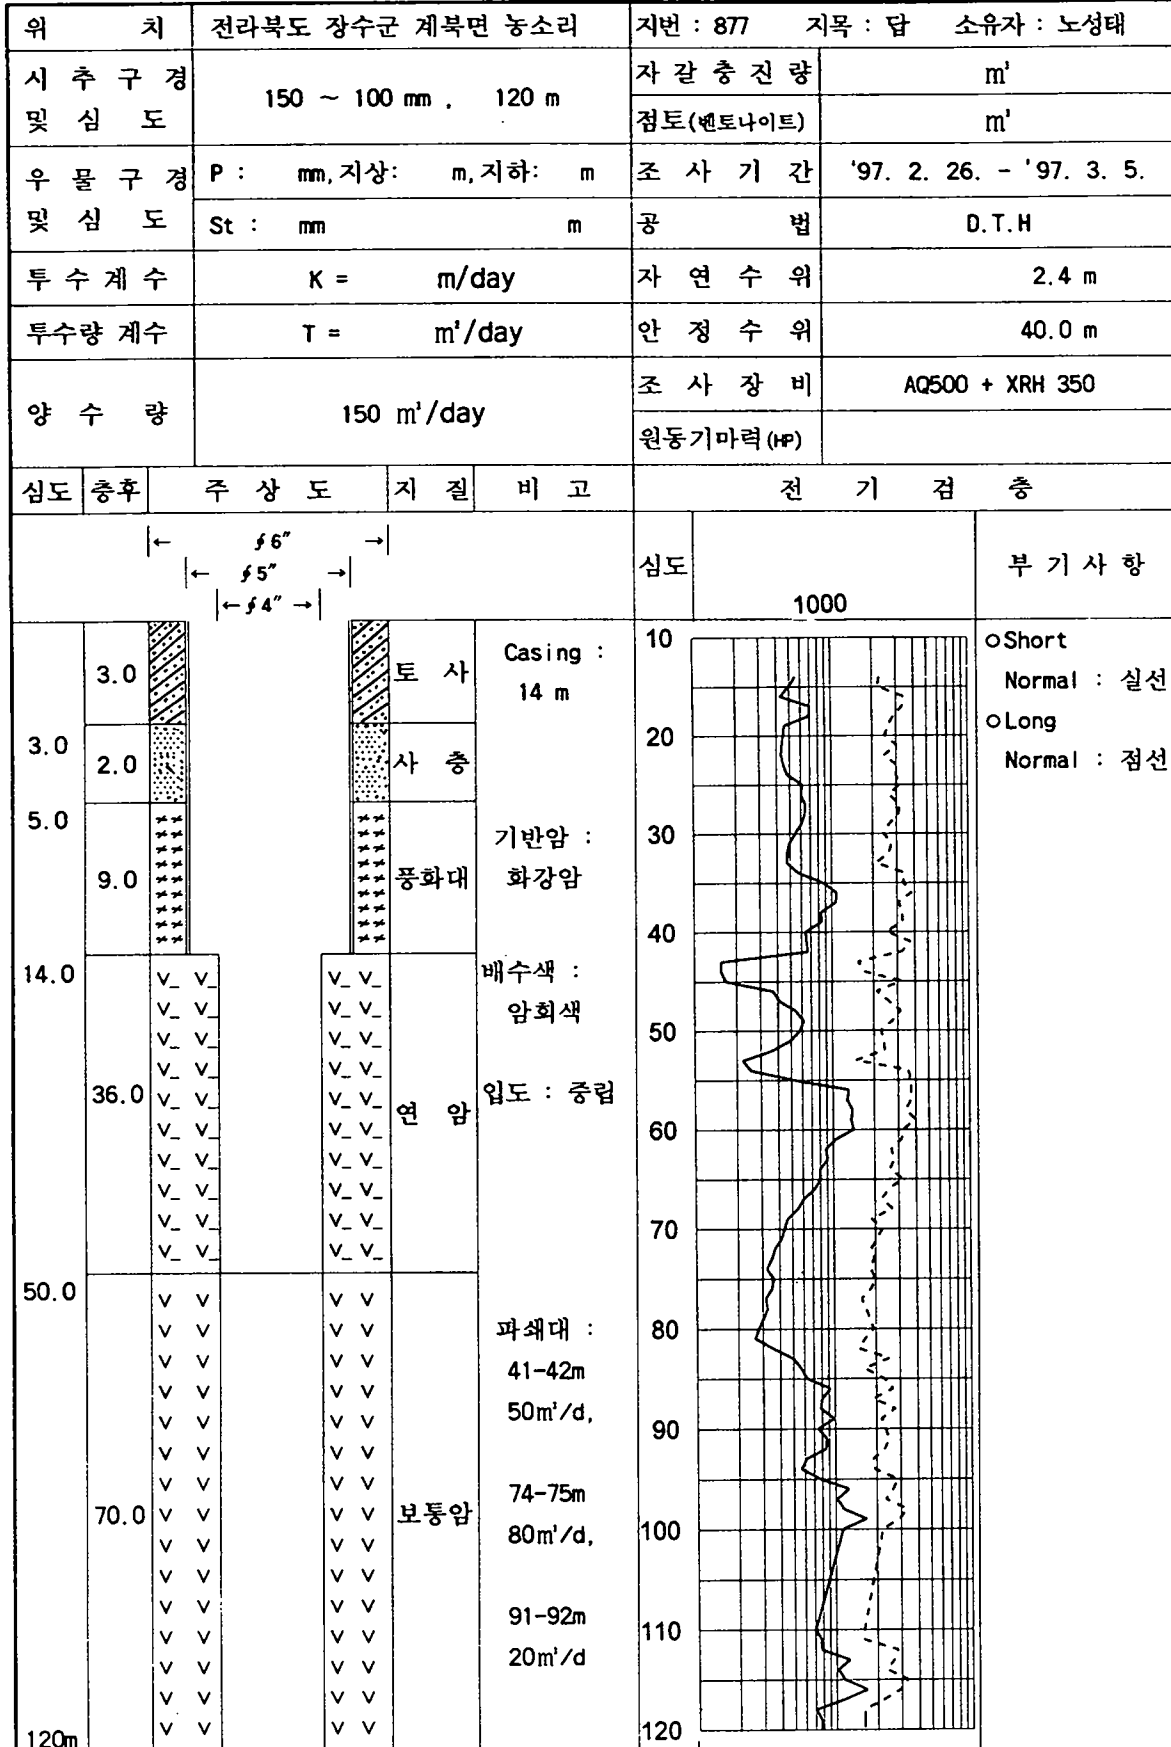 위 치 전라북도 장수군 계북면 농소리 지번 : 877 지목 : 답 소유자 : 노성태
시 추 구 경 및 심 도 150 ~ 100 mm , 120 m 자 갈 충 진 량 m³
점토(벤토나이트) m³
우 물 구 경 및 심 도 P : mm, 지상: m, 지하: m 조 사 기 간 '97. 2. 26. - '97. 3. 5.
St : mm m 공 법 D.T.H
투 수 계 수 K = m/day 자 연 수 위 2.4 m
투수량 계수 T = m²/day 안 정 수 위 40.0 m
양 수 량 150 m³/day 조 사 장 비 AQ500 + XRH 350
원동기마력(HP)
심도 층후 주 상 도 지 질 비 고 전 기 검 층
← ∮6" →
← ∮5" →
← ∮4" →
심도 1000 부 기 사 항
3.0 토 사
3.0
2.0 사 층
5.0
9.0 풍화대
14.0
36.0 연 암
50.0
70.0 보통암
120m
Casing :
14 m
기반암 :
화강암
배수색 :
암회색
입도 : 중립
파쇄대 :
41-42m
50m³/d,
74-75m
80m³/d,
91-92m
20m³/d
10
20
30
40
50
60
70
80
90
100
110
120
○Short
Normal : 실선
○Long
Normal : 점선